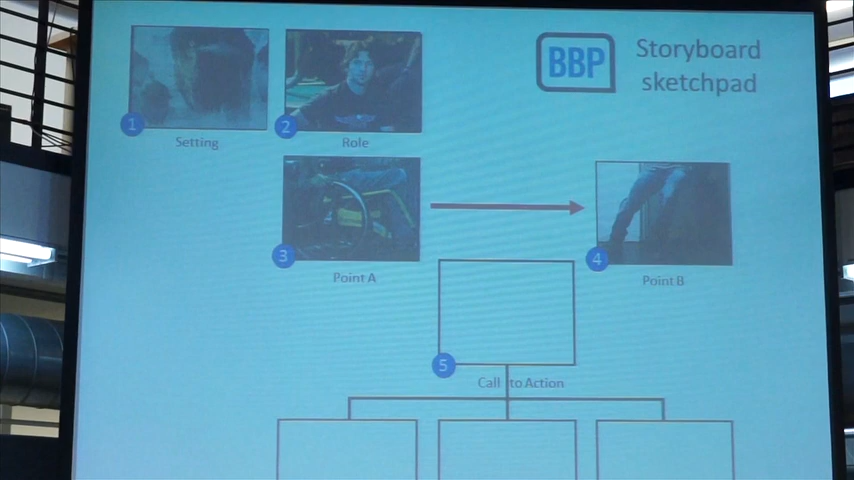 BBP
Storyboard
sketchpad
1
2
Setting
Role
3
4
Point A
Point B
5
Call to Action